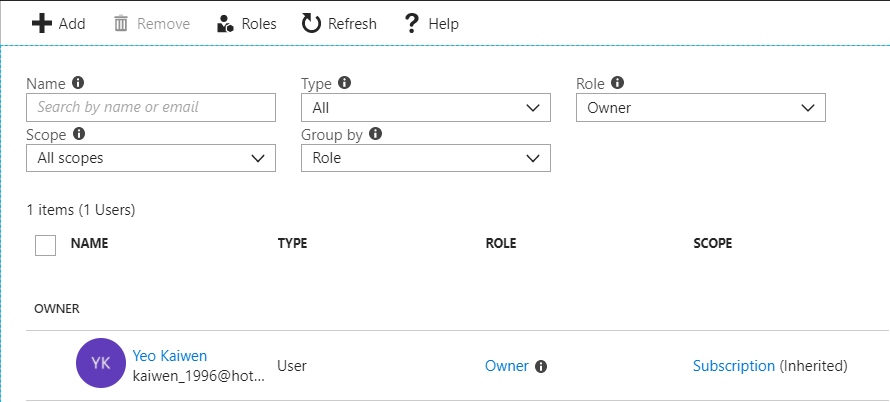 Add Remove Roles Refresh Help
Name Type Role
Search by name or email All Owner
Scope Group by
All scopes Role
1 items (1 Users)
NAME TYPE ROLE SCOPE
OWNER
YK Yeo Kaiwen
kaiwen_1996@hot... User Owner Subscription (Inherited)